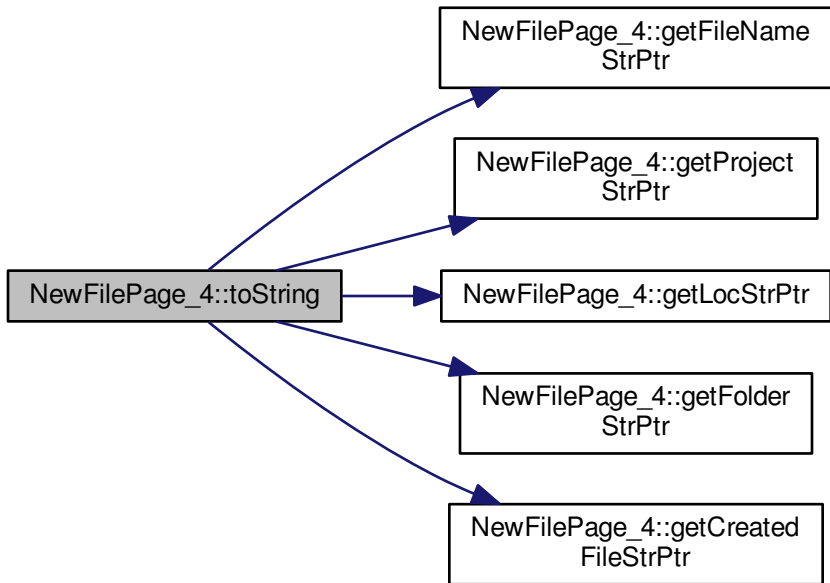 NewFilePage_4::getFileName
StrPtr
NewFilePage_4::getProject
StrPtr
NewFilePage_4::toString
NewFilePage_4::getLocStrPtr
NewFilePage_4::getFolder
StrPtr
NewFilePage_4::getCreated
FileStrPtr